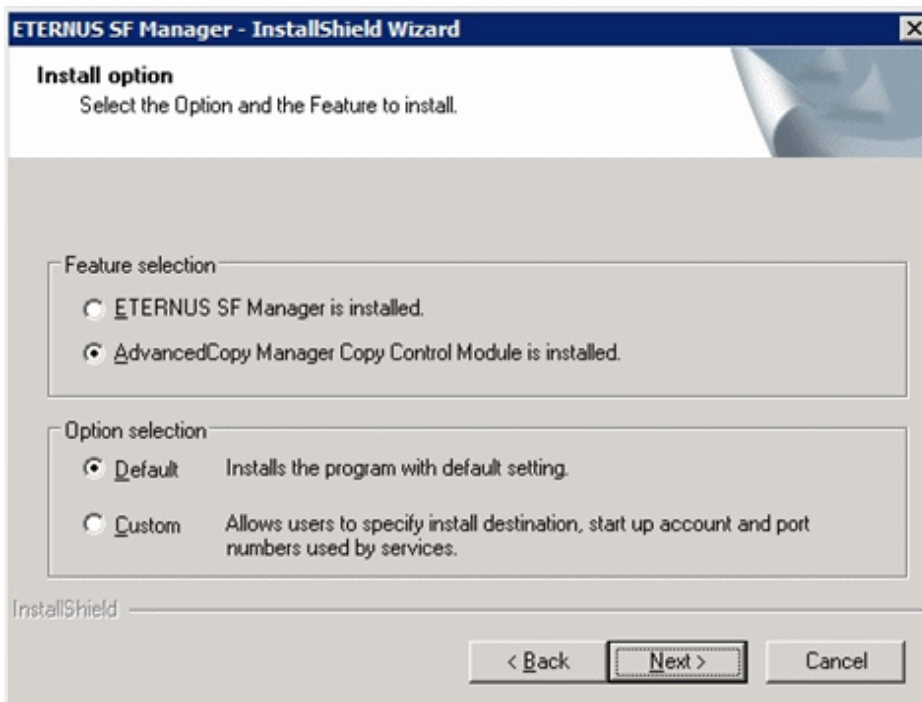 ETERNUS SF Manager - InstallShield Wizard
Install option
Select the Option and the Feature to install.
Feature selection
ETERNUS SF Manager is installed.
AdvancedCopy Manager Copy Control Module is installed.
Option selection
Default Installs the program with default setting.
Custom Allows users to specify install destination, start up account and port
numbers used by services.
InstallShield
< Back Next > Cancel